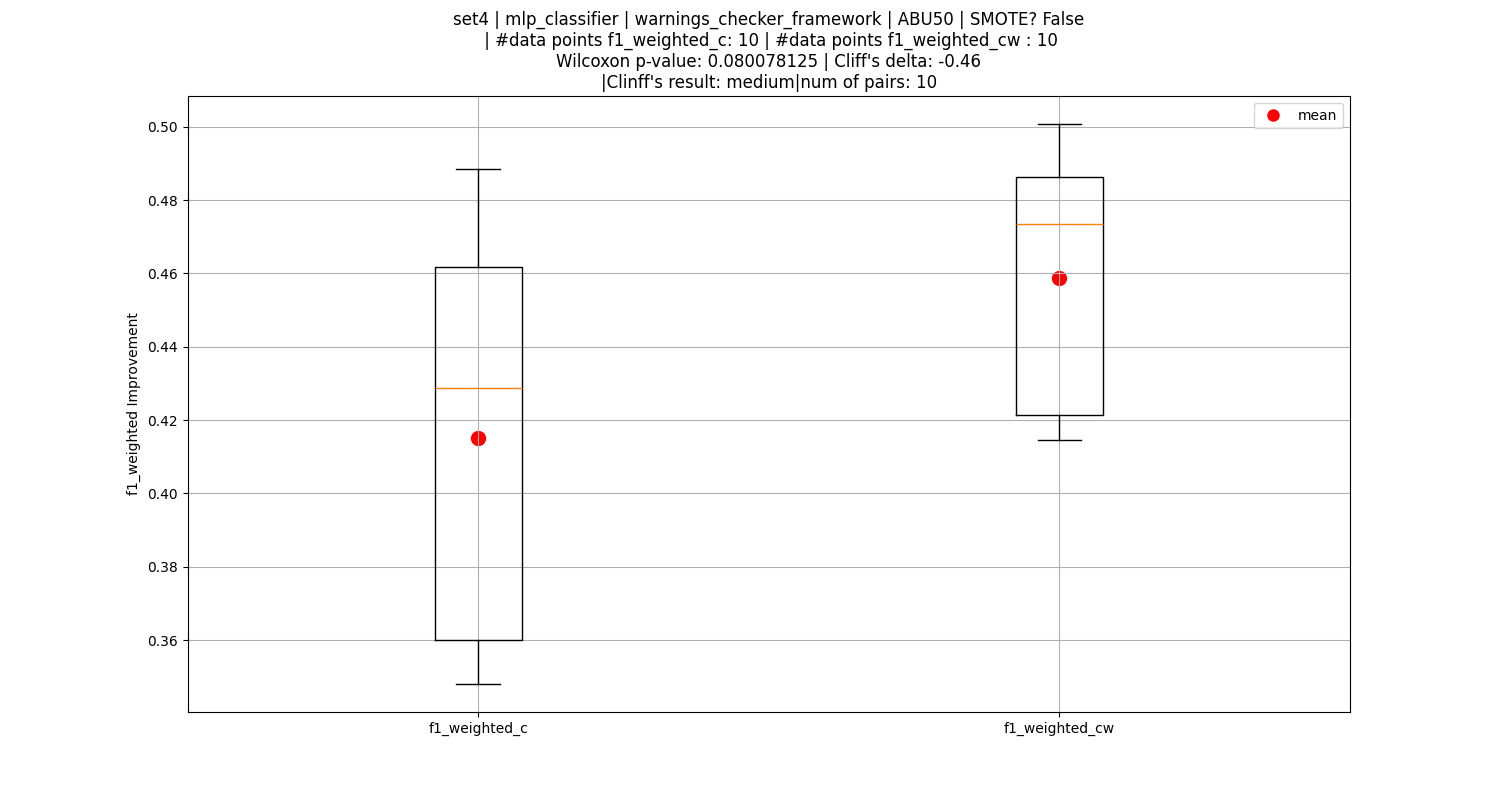 set4 | mlp_classifier | warnings_checker_framework | ABU50 | SMOTE? False
| #data points f1_weighted_c: 10 | #data points f1_weighted_cw : 10
Wilcoxon p-value: 0.080078125 | Cliff's delta: -0.46
|Clinff's result: medium|num of pairs: 10
mean
0.50
0.48
0.46
0.44
0.42
0.40
0.38
0.36
f1_weighted Improvement
f1_weighted_c
f1_weighted_cw